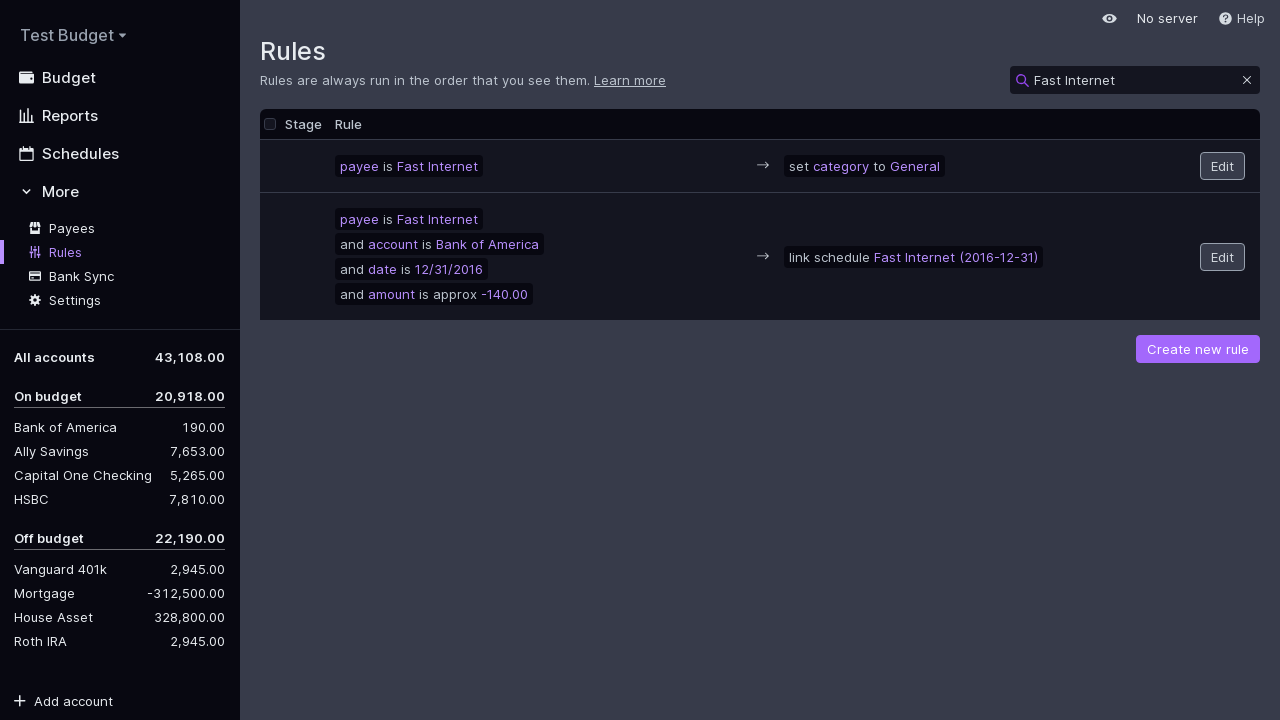 Test Budget
No server
Help
Budget
Reports
Schedules
More
Payees
Rules
Bank Sync
Settings
All accounts 43,108.00
On budget 20,918.00
Bank of America 190.00
Ally Savings 7,653.00
Capital One Checking 5,265.00
HSBC 7,810.00
Off budget 22,190.00
Vanguard 401k 2,945.00
Mortgage -312,500.00
House Asset 328,800.00
Roth IRA 2,945.00
Add account
Rules
Rules are always run in the order that you see them. Learn more
Fast Internet
Stage Rule
payee is Fast Internet → set category to General Edit
payee is Fast Internet
and account is Bank of America
and date is 12/31/2016
and amount is approx -140.00
→ link schedule Fast Internet (2016-12-31) Edit
Create new rule